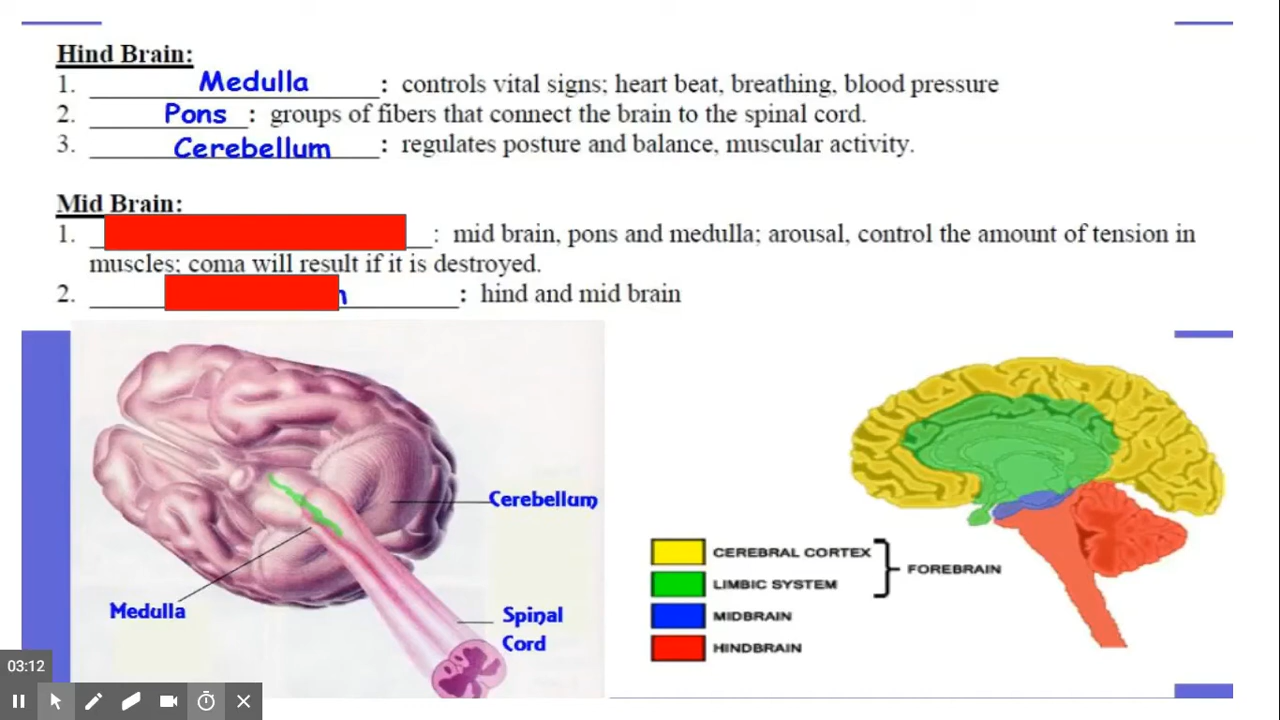 Hind Brain:
1. Medulla : controls vital signs; heart beat, breathing, blood pressure
2. Pons : groups of fibers that connect the brain to the spinal cord.
3. Cerebellum : regulates posture and balance, muscular activity.
Mid Brain:
1. : mid brain, pons and medulla; arousal, control the amount of tension in
muscles; coma will result if it is destroyed.
2. : hind and mid brain
Cerebellum
Medulla
Spinal
Cord
CEREBRAL CORTEX
LIMBIC SYSTEM
FOREBRAIN
MIDBRAIN
HINDBRAIN
03:12